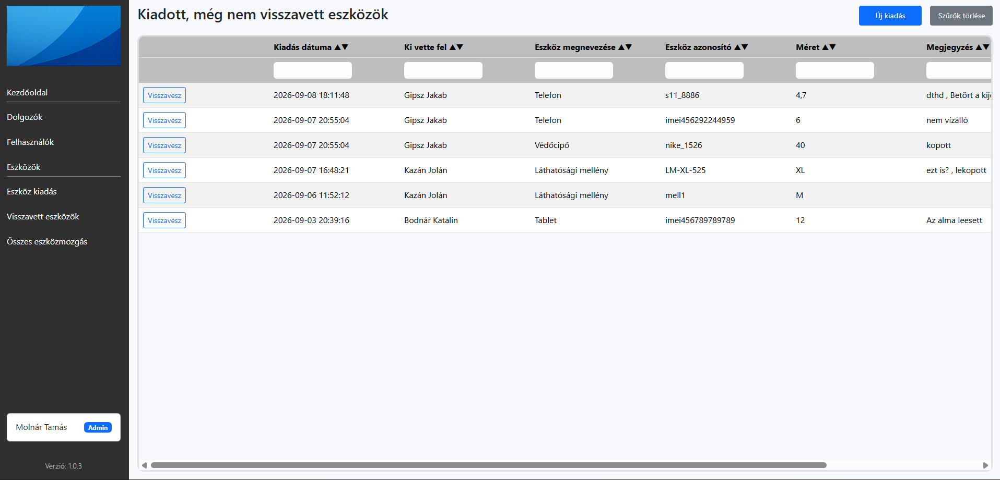 Kiadott, még nem visszavett eszközök
Új kiadás
Szűrők törlése
Kezdőoldal
Dolgozók
Felhasználók
Eszközök
Eszköz kiadás
Visszavett eszközök
Összes eszközmozgás
Molnár Tamás Admin
Verzió: 1.0.3
Kiadás dátuma ▲▼ Ki vette fel ▲▼ Eszköz megnevezése ▲▼ Eszköz azonosító ▲▼ Méret ▲▼ Megjegyzés ▲▼
Visszavesz 2026-09-08 18:11:48 Gipsz Jakab Telefon s11_8886 4,7 dthd , Betört a kije
Visszavesz 2026-09-07 20:55:04 Gipsz Jakab Telefon imei456292244959 6 nem vízálló
Visszavesz 2026-09-07 20:55:04 Gipsz Jakab Védőcipő nike_1526 40 kopott
Visszavesz 2026-09-07 16:48:21 Kazán Jolán Láthatósági mellény LM-XL-525 XL ezt is? , lekopott
Visszavesz 2026-09-06 11:52:12 Kazán Jolán Láthatósági mellény mell1 M
Visszavesz 2026-09-03 20:39:16 Bodnár Katalin Tablet imei456789789789 12 Az alma leesett